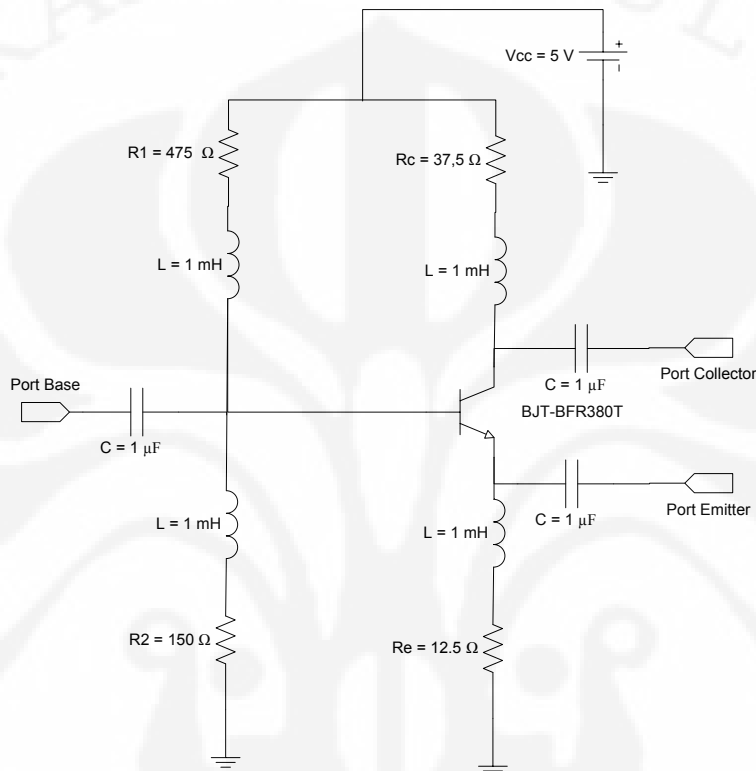 Vcc = 5 V
+
-
R1 = 475 Ω
Rc = 37,5 Ω
L = 1 mH
L = 1 mH
Port Base
C = 1 µF
Port Collector
C = 1 µF
BJT-BFR380T
L = 1 mH
L = 1 mH
C = 1 µF
Port Emitter
R2 = 150 Ω
Re = 12.5 Ω